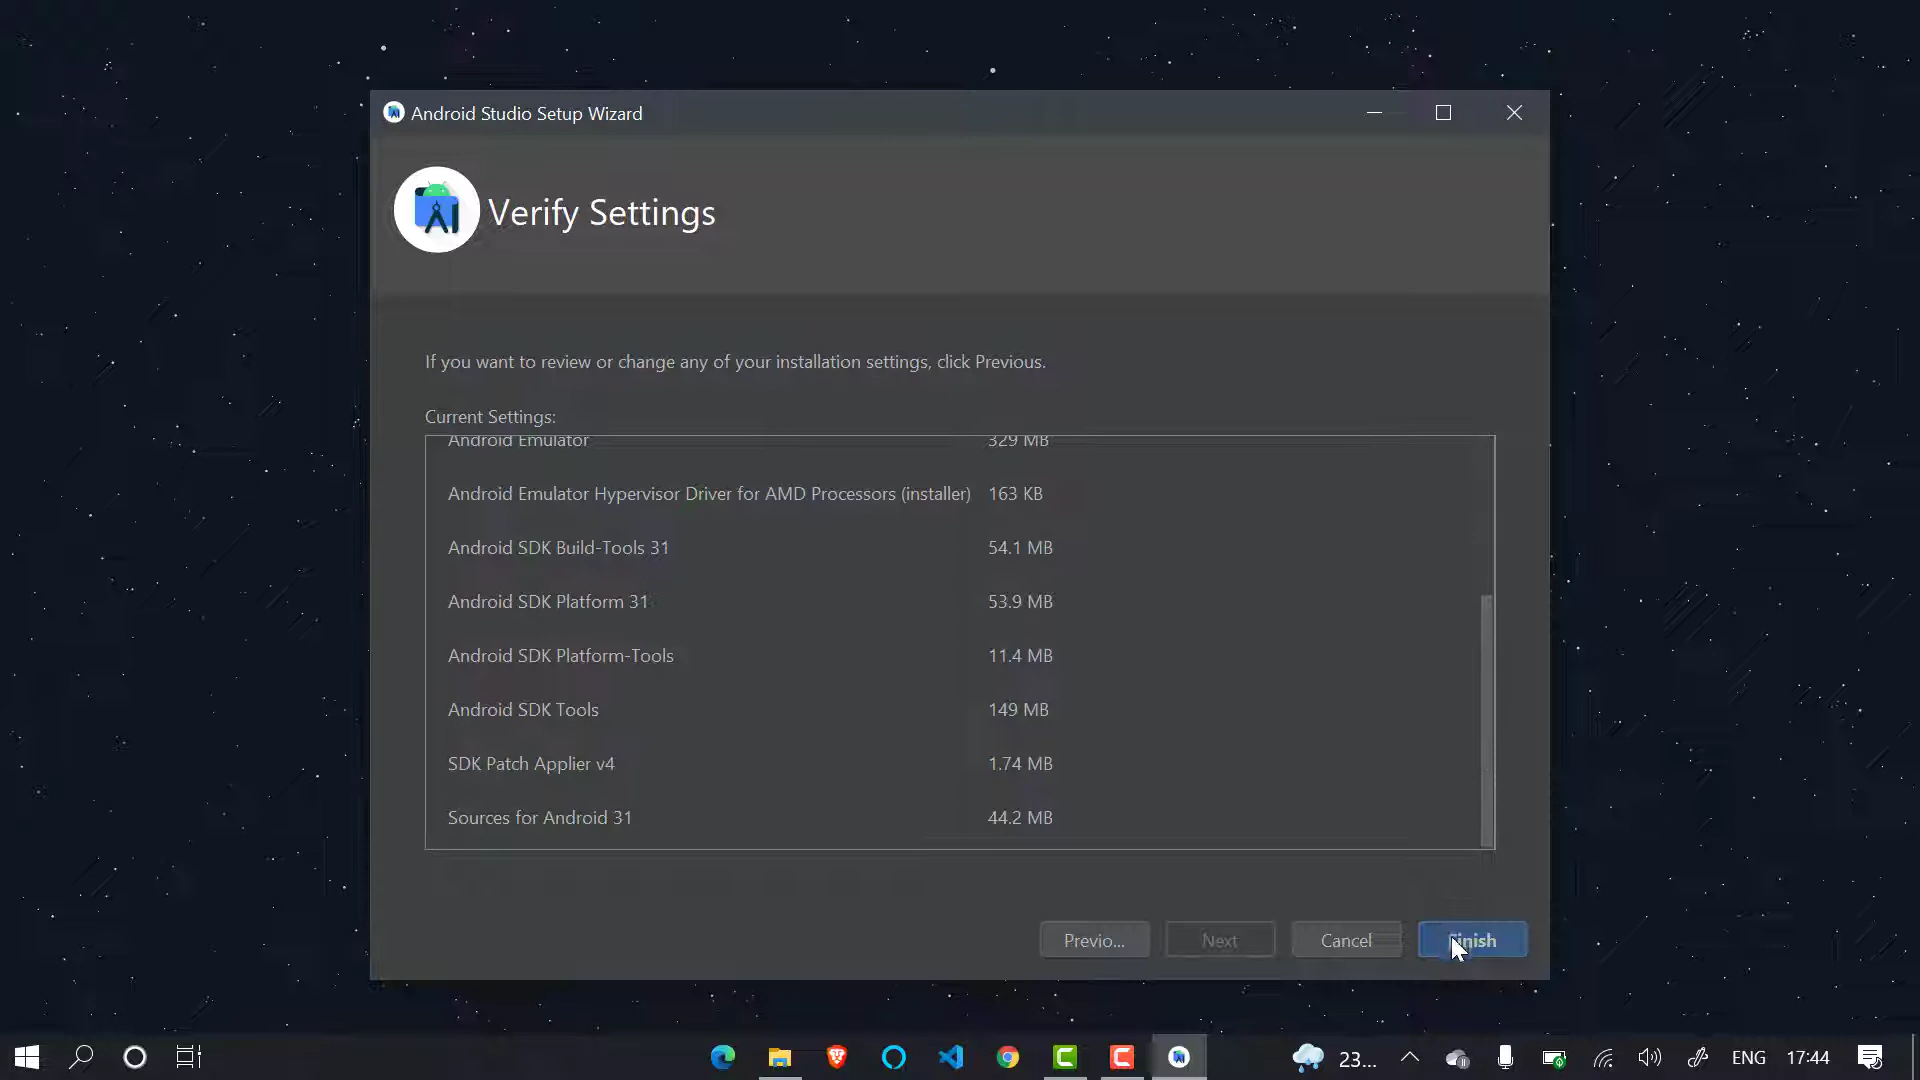 Android Studio Setup Wizard
Verify Settings
If you want to review or change any of your installation settings, click Previous.
Current Settings:
Android Emulator 329 MB
Android Emulator Hypervisor Driver for AMD Processors (installer) 163 KB
Android SDK Build-Tools 31 54.1 MB
Android SDK Platform 31 53.9 MB
Android SDK Platform-Tools 11.4 MB
Android SDK Tools 149 MB
SDK Patch Applier v4 1.74 MB
Sources for Android 31 44.2 MB
Previo... Next Cancel Finish
23... ENG 17:44